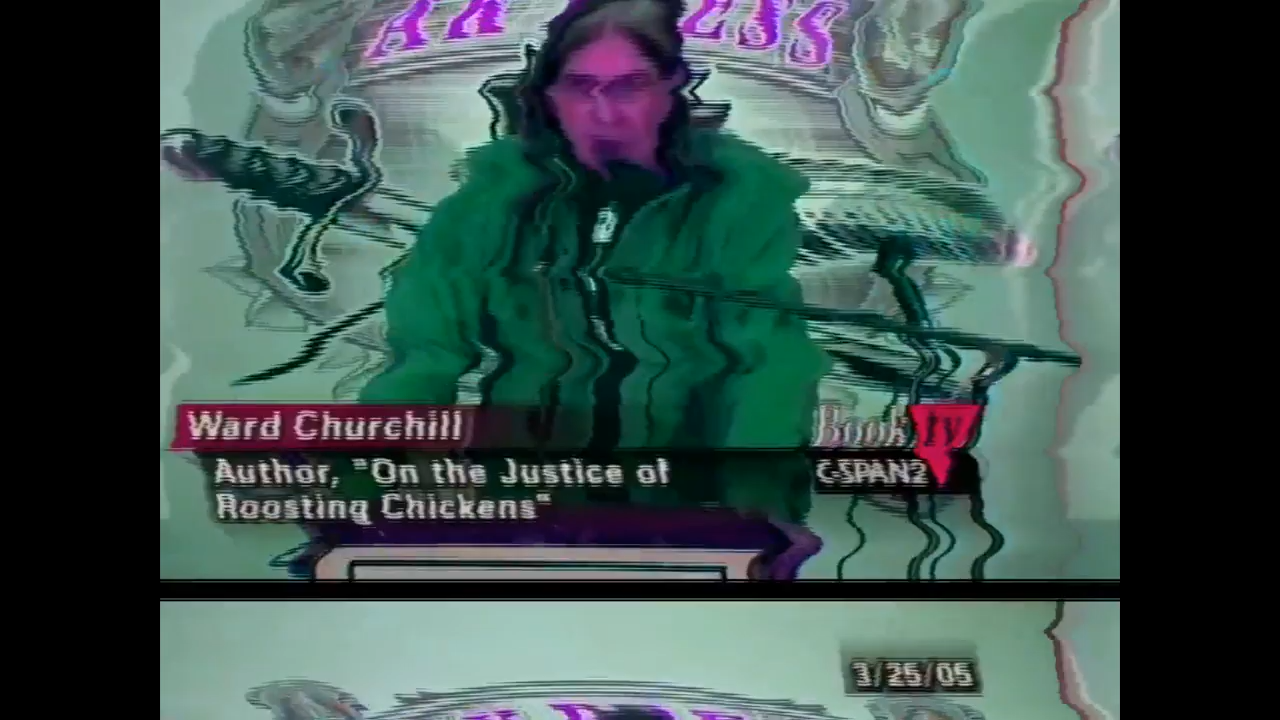 Ward Churchill
Author, "On the Justice of
Roosting Chickens"
Book tv
C-SPAN2
3/25/05